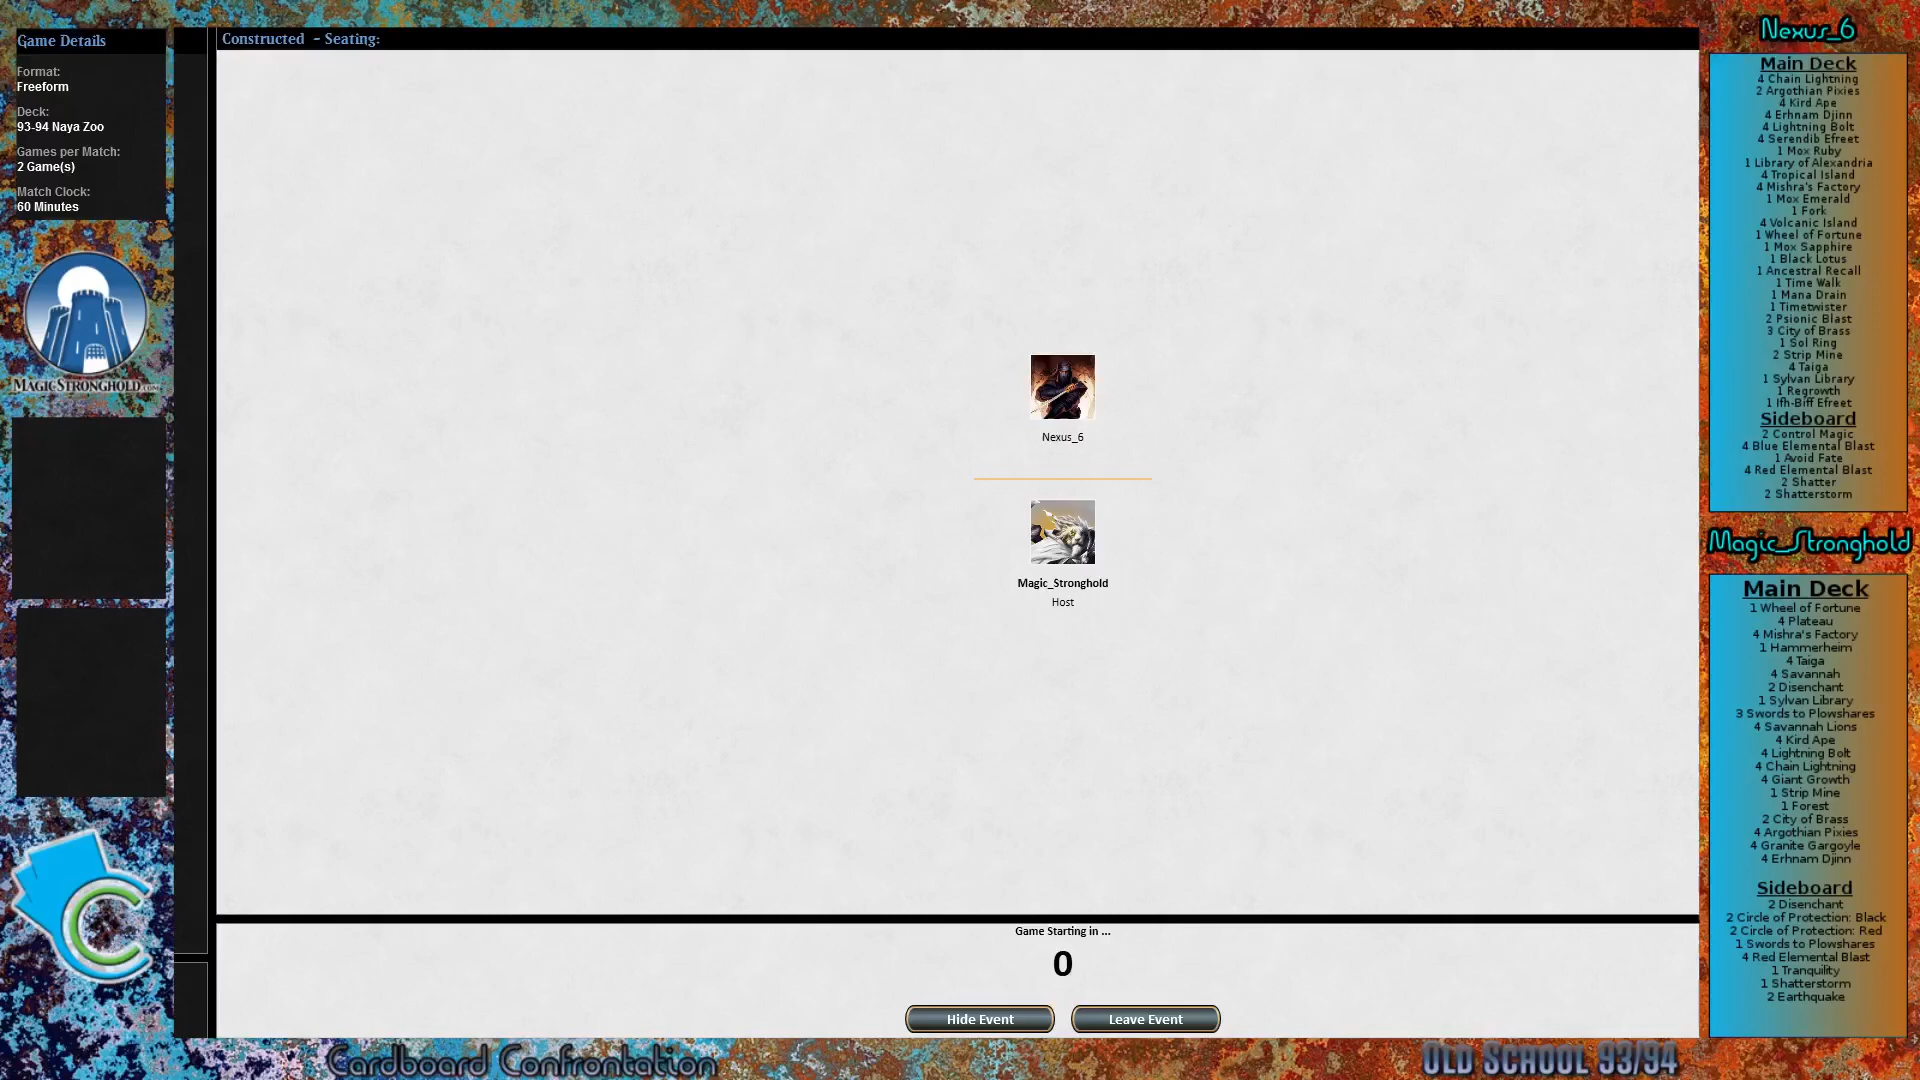 Game Details
Format:
Freeform
Deck:
93-94 Naya Zoo
Games per Match:
2 Game(s)
Match Clock:
60 Minutes
MAGICSTRONGHOLD.COM
Constructed - Seating:
Nexus_6
Magic_Stronghold
Host
Game Starting in ...
0
Hide Event
Leave Event
Nexus_6
Main Deck
4 Chain Lightning
2 Argothian Pixies
4 Kird Ape
4 Erhnam Djinn
4 Lightning Bolt
4 Serendib Efreet
1 Mox Ruby
1 Library of Alexandria
4 Tropical Island
4 Mishra's Factory
1 Mox Emerald
1 Fork
4 Volcanic Island
1 Wheel of Fortune
1 Mox Sapphire
1 Black Lotus
1 Ancestral Recall
1 Time Walk
1 Mana Drain
1 Timetwister
2 Psionic Blast
3 City of Brass
1 Sol Ring
2 Strip Mine
4 Taiga
1 Sylvan Library
1 Regrowth
1 Ifh-Biff Efreet
Sideboard
2 Control Magic
4 Blue Elemental Blast
1 Avoid Fate
4 Red Elemental Blast
2 Shatter
2 Shatterstorm
Magic_Stronghold
Main Deck
1 Wheel of Fortune
4 Plateau
4 Mishra's Factory
1 Hammerheim
4 Taiga
4 Savannah
2 Disenchant
1 Sylvan Library
3 Swords to Plowshares
4 Savannah Lions
4 Kird Ape
4 Lightning Bolt
4 Chain Lightning
4 Giant Growth
1 Strip Mine
1 Forest
2 City of Brass
4 Argothian Pixies
4 Granite Gargoyle
4 Erhnam Djinn
Sideboard
2 Disenchant
2 Circle of Protection: Black
2 Circle of Protection: Red
1 Swords to Plowshares
4 Red Elemental Blast
1 Tranquility
1 Shatterstorm
2 Earthquake
Cardboard Confrontation
OLD SCHOOL 93/94